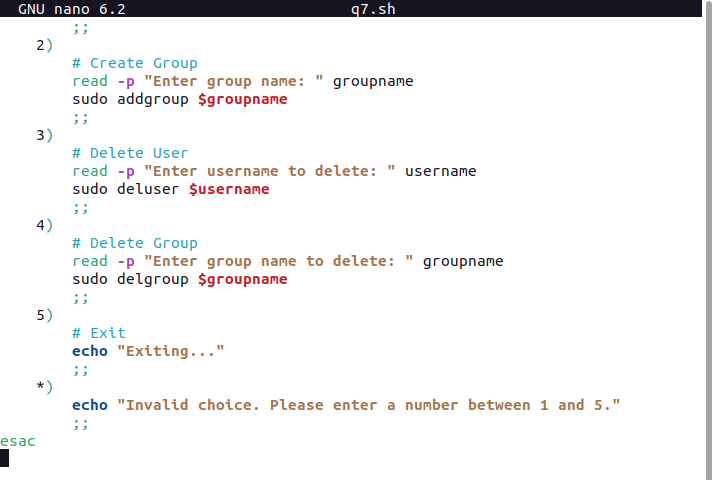 GNU nano 6.2 q7.sh
;;
2)
# Create Group
read -p "Enter group name: " groupname
sudo addgroup $groupname
;;
3)
# Delete User
read -p "Enter username to delete: " username
sudo deluser $username
;;
4)
# Delete Group
read -p "Enter group name to delete: " groupname
sudo delgroup $groupname
;;
5)
# Exit
echo "Exiting..."
;;
*)
echo "Invalid choice. Please enter a number between 1 and 5."
;;
esac